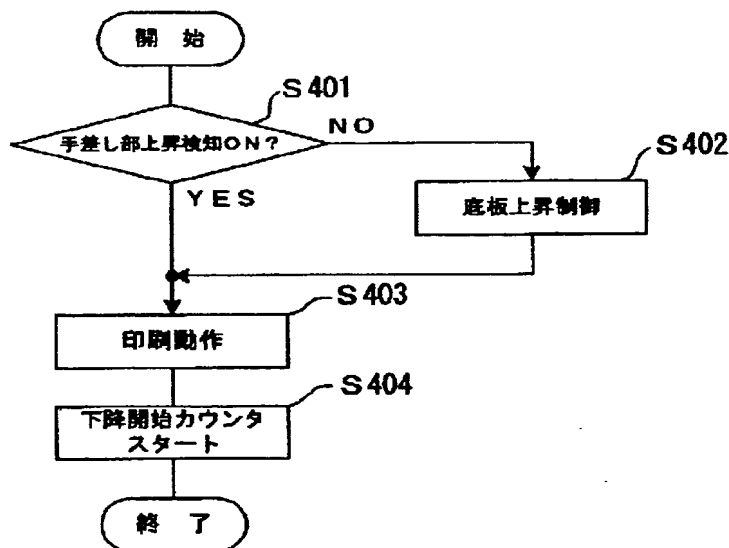 開 始
S401
手差し部上昇検知ON?
NO
S402
底板上昇制御
YES
S403
印刷動作
S404
下降開始カウンタ
スタート
終 了